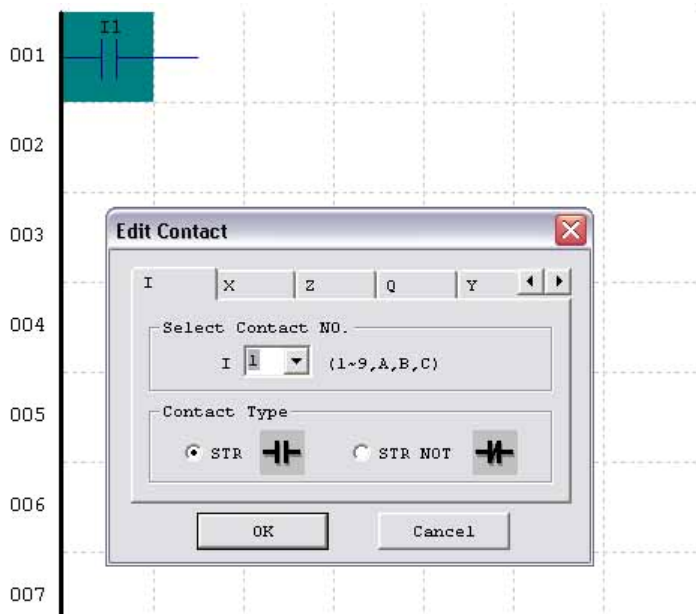 I1
001
002
003
Edit Contact
I X Z Q Y
004
Select Contact NO.
I 1 (1~9,A,B,C)
005
Contact Type
STR STR NOT
006
OK Cancel
007